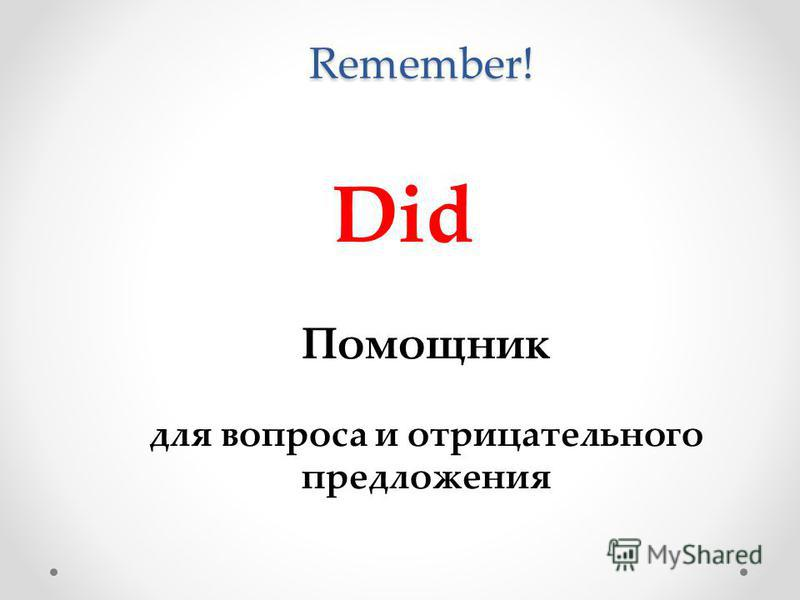 Remember!
Did
Помощник
для вопроса и отрицательного
предложения
MyShared